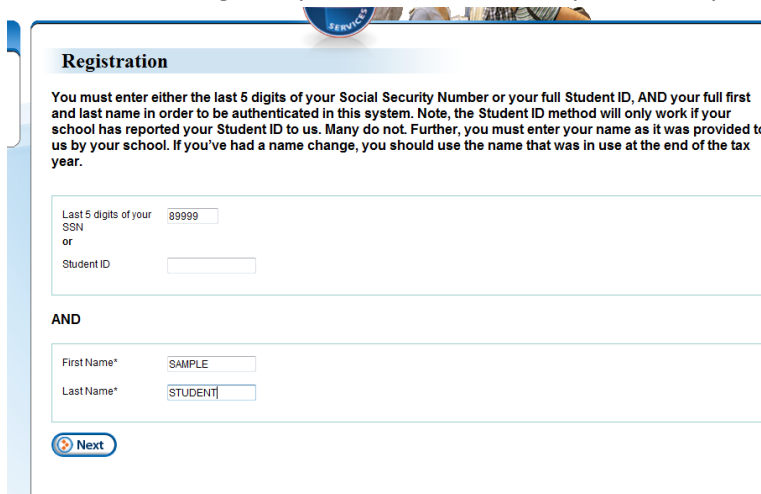 SERVICES
Registration
You must enter either the last 5 digits of your Social Security Number or your full Student ID, AND your full first
and last name in order to be authenticated in this system. Note, the Student ID method will only work if your
school has reported your Student ID to us. Many do not. Further, you must enter your name as it was provided to
us by your school. If you've had a name change, you should use the name that was in use at the end of the tax
year.
Last 5 digits of your 89999
SSN
or
Student ID
AND
First Name* SAMPLE
Last Name* STUDENT
Next